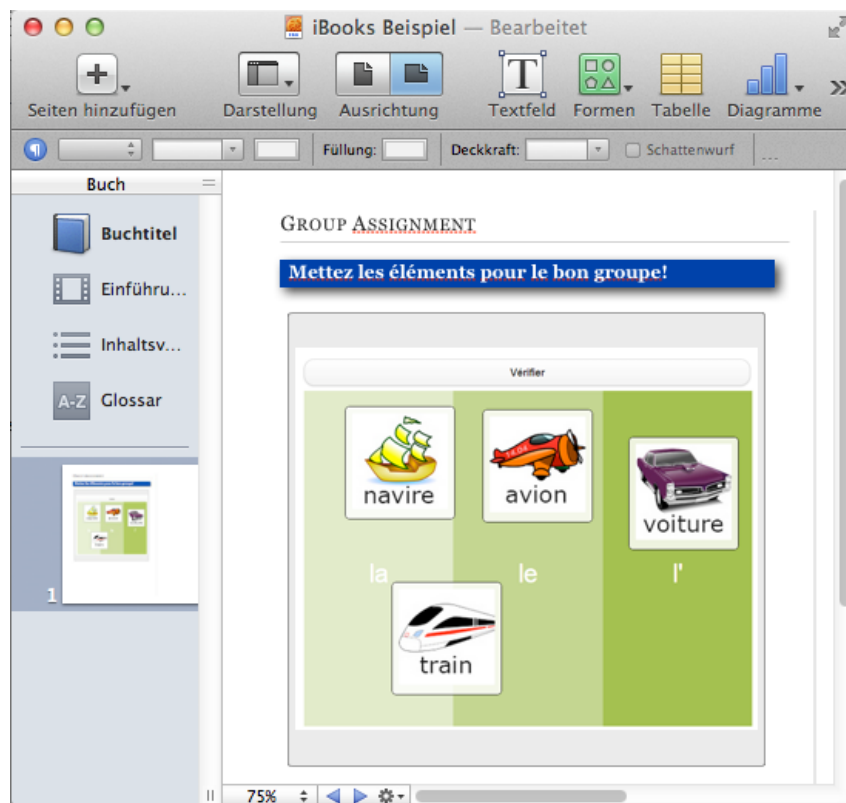 iBooks Beispiel — Bearbeitet
Seiten hinzufügen Darstellung Ausrichtung Textfeld Formen Tabelle Diagramme
Füllung: Deckkraft: Schattenwurf ...
Buch
Buchtitel
Einführu...
Inhaltsv...
A-Z Glossar
1
GROUP ASSIGNMENT
Mettez les éléments pour le bon groupe!
Vérifier
navire
avion
voiture
la le l'
train
75%